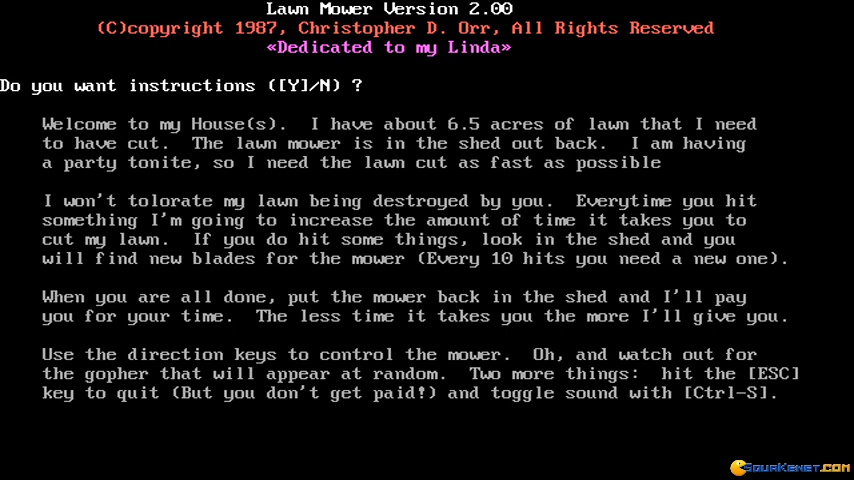 Lawn Mower Version 2.00
(C)copyright 1987, Christopher D. Orr, All Rights Reserved
«Dedicated to my Linda»
Do you want instructions ([Y]/N) ?
Welcome to my House(s).  I have about 6.5 acres of lawn that I need
to have cut.  The lawn mower is in the shed out back.  I am having
a party tonite, so I need the lawn cut as fast as possible
I won't tolorate my lawn being destroyed by you.  Everytime you hit
something I'm going to increase the amount of time it takes you to
cut my lawn.  If you do hit some things, look in the shed and you
will find new blades for the mower (Every 10 hits you need a new one).
When you are all done, put the mower back in the shed and I'll pay
you for your time.  The less time it takes you the more I'll give you.
Use the direction keys to control the mower.  Oh, and watch out for
the gopher that will appear at random.  Two more things:  hit the [ESC]
key to quit (But you don't get paid!) and toggle sound with [Ctrl-S].
SquaKenet.com